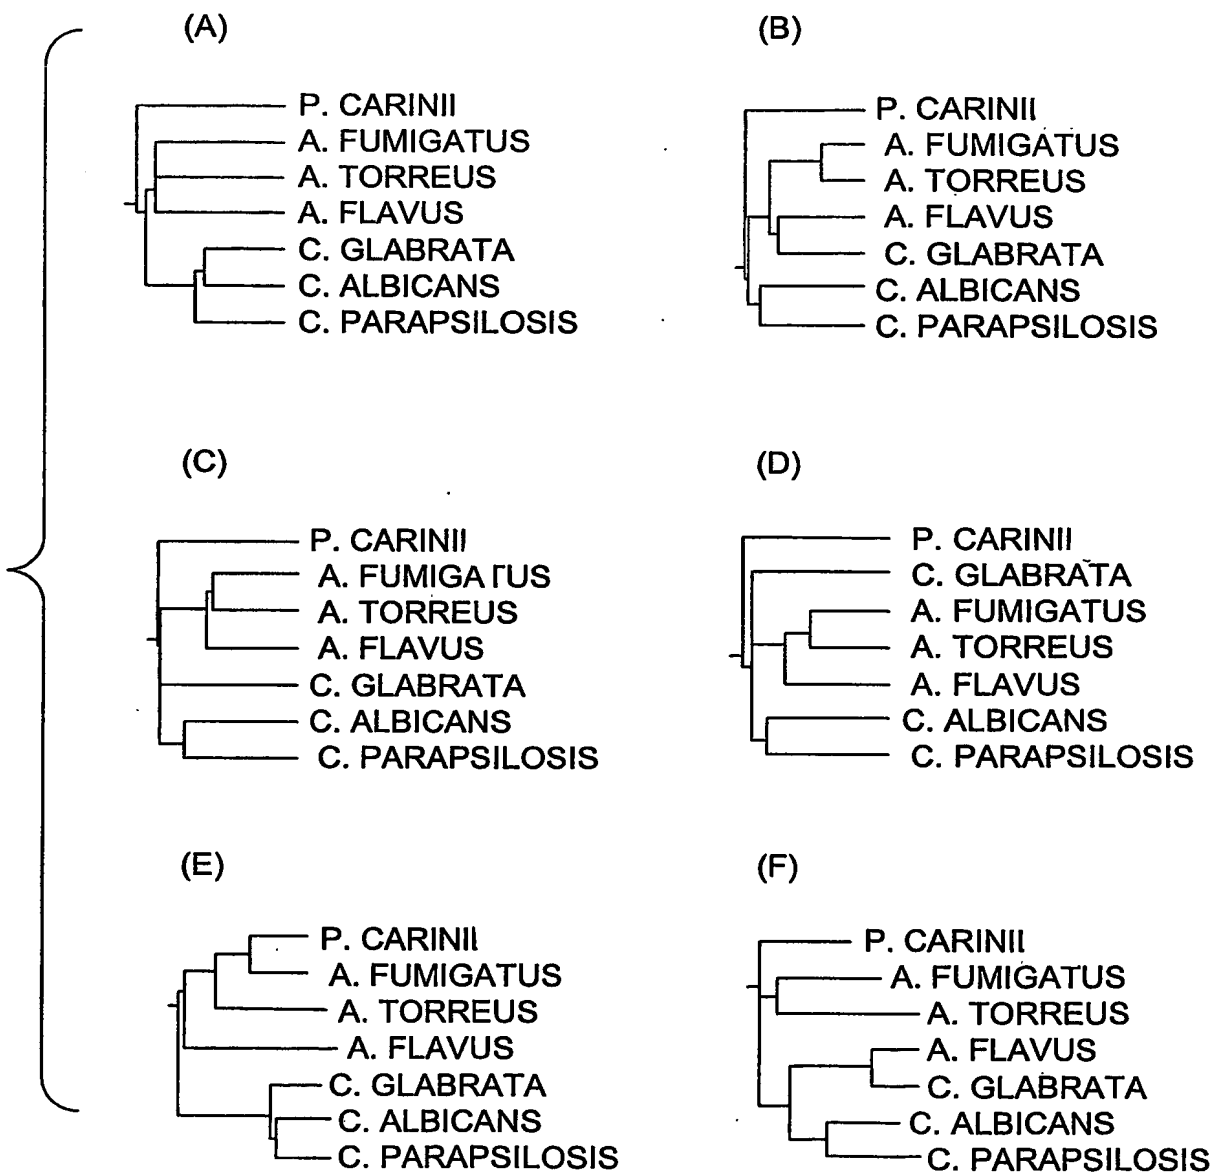 (A)
P. CARINII
A. FUMIGATUS
A. TORREUS
A. FLAVUS
C. GLABRATA
C. ALBICANS
C. PARAPSILOSIS
(B)
P. CARINII
A. FUMIGATUS
A. TORREUS
A. FLAVUS
C. GLABRATA
C. ALBICANS
C. PARAPSILOSIS
(C)
P. CARINII
A. FUMIGATUS
A. TORREUS
A. FLAVUS
C. GLABRATA
C. ALBICANS
C. PARAPSILOSIS
(D)
P. CARINII
C. GLABRATA
A. FUMIGATUS
A. TORREUS
A. FLAVUS
C. ALBICANS
C. PARAPSILOSIS
(E)
P. CARINII
A. FUMIGATUS
A. TORREUS
A. FLAVUS
C. GLABRATA
C. ALBICANS
C. PARAPSILOSIS
(F)
P. CARINII
A. FUMIGATUS
A. TORREUS
A. FLAVUS
C. GLABRATA
C. ALBICANS
C. PARAPSILOSIS